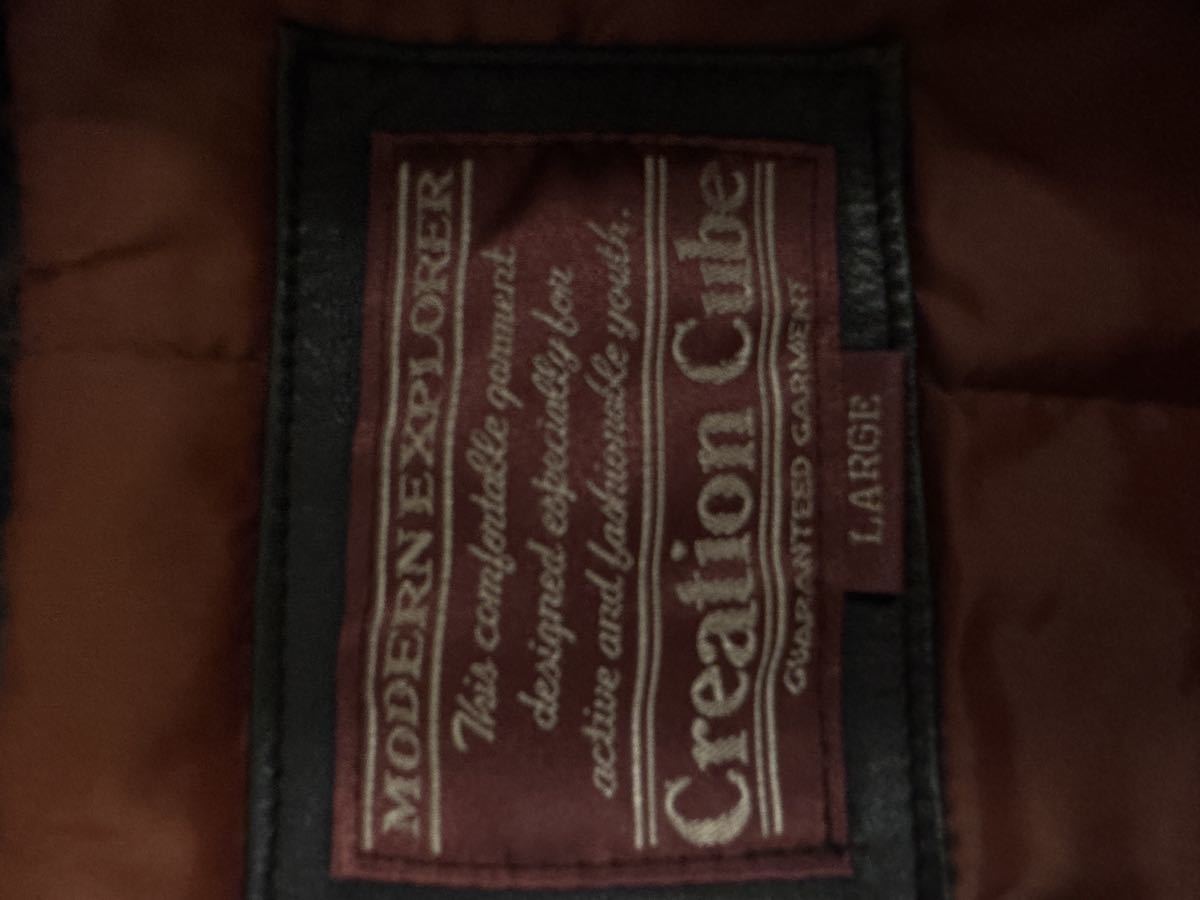 MODERN EXPLORER
This comfortable garment
designed especially for
active and fashionable youth.
Creation Cube
GUARANTEED GARMENT
LARGE